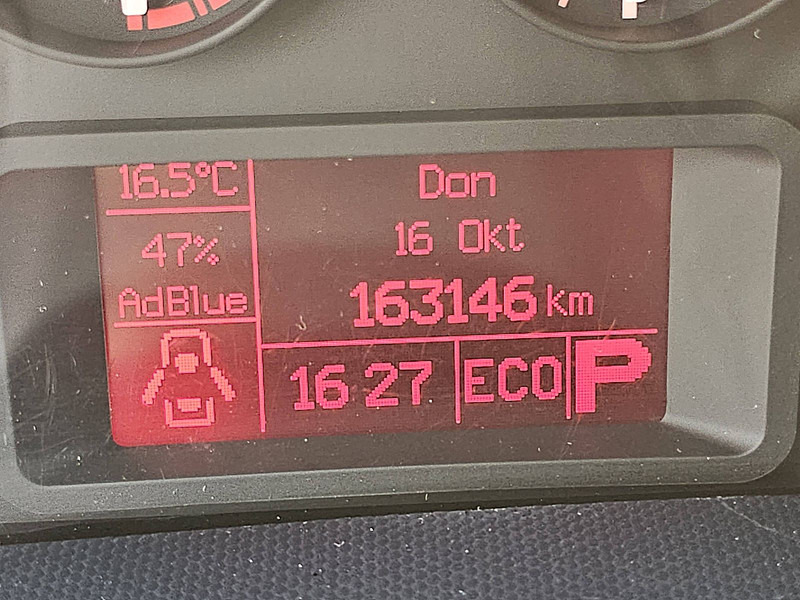 16.5°C
47%
AdBlue
Don
16 Okt
163146 km
16 27
ECO
P